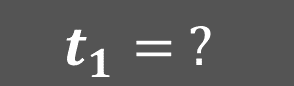 t₁ = ?